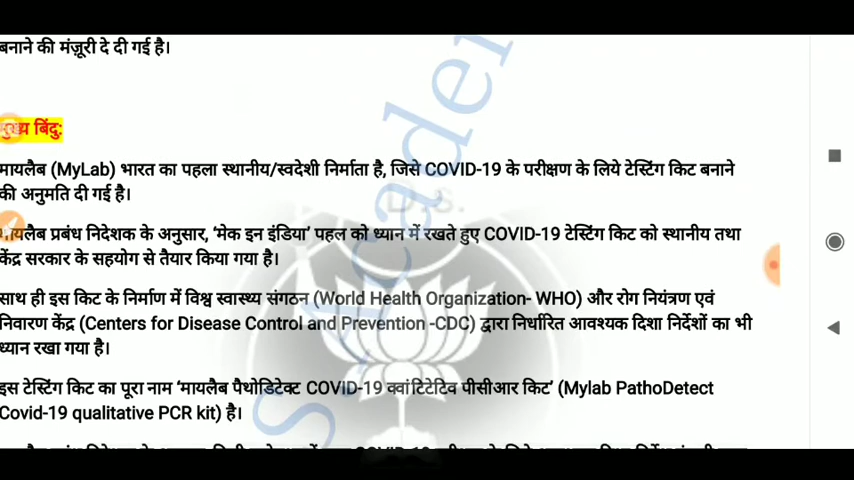 बनाने की मंज़ूरी दे दी गई है।
मुख्य बिंदु:
मायलैब (MyLab) भारत का पहला स्थानीय/स्वदेशी निर्माता है, जिसे COVID-19 के परीक्षण के लिये टेस्टिंग किट बनाने
की अनुमति दी गई है।
मायलैब प्रबंध निदेशक के अनुसार, ‘मेक इन इंडिया’ पहल को ध्यान में रखते हुए COVID-19 टेस्टिंग किट को स्थानीय तथा
केंद्र सरकार के सहयोग से तैयार किया गया है।
साथ ही इस किट के निर्माण में विश्व स्वास्थ्य संगठन (World Health Organization- WHO) और रोग नियंत्रण एवं
निवारण केंद्र (Centers for Disease Control and Prevention -CDC) द्वारा निर्धारित आवश्यक दिशा निर्देशों का भी
ध्यान रखा गया है।
इस टेस्टिंग किट का पूरा नाम ‘मायलैब पैथोडिटेक्ट COVID-19 क्वांटिटेटिव पीसीआर किट’ (Mylab PathoDetect
Covid-19 qualitative PCR kit) है।
D.S.